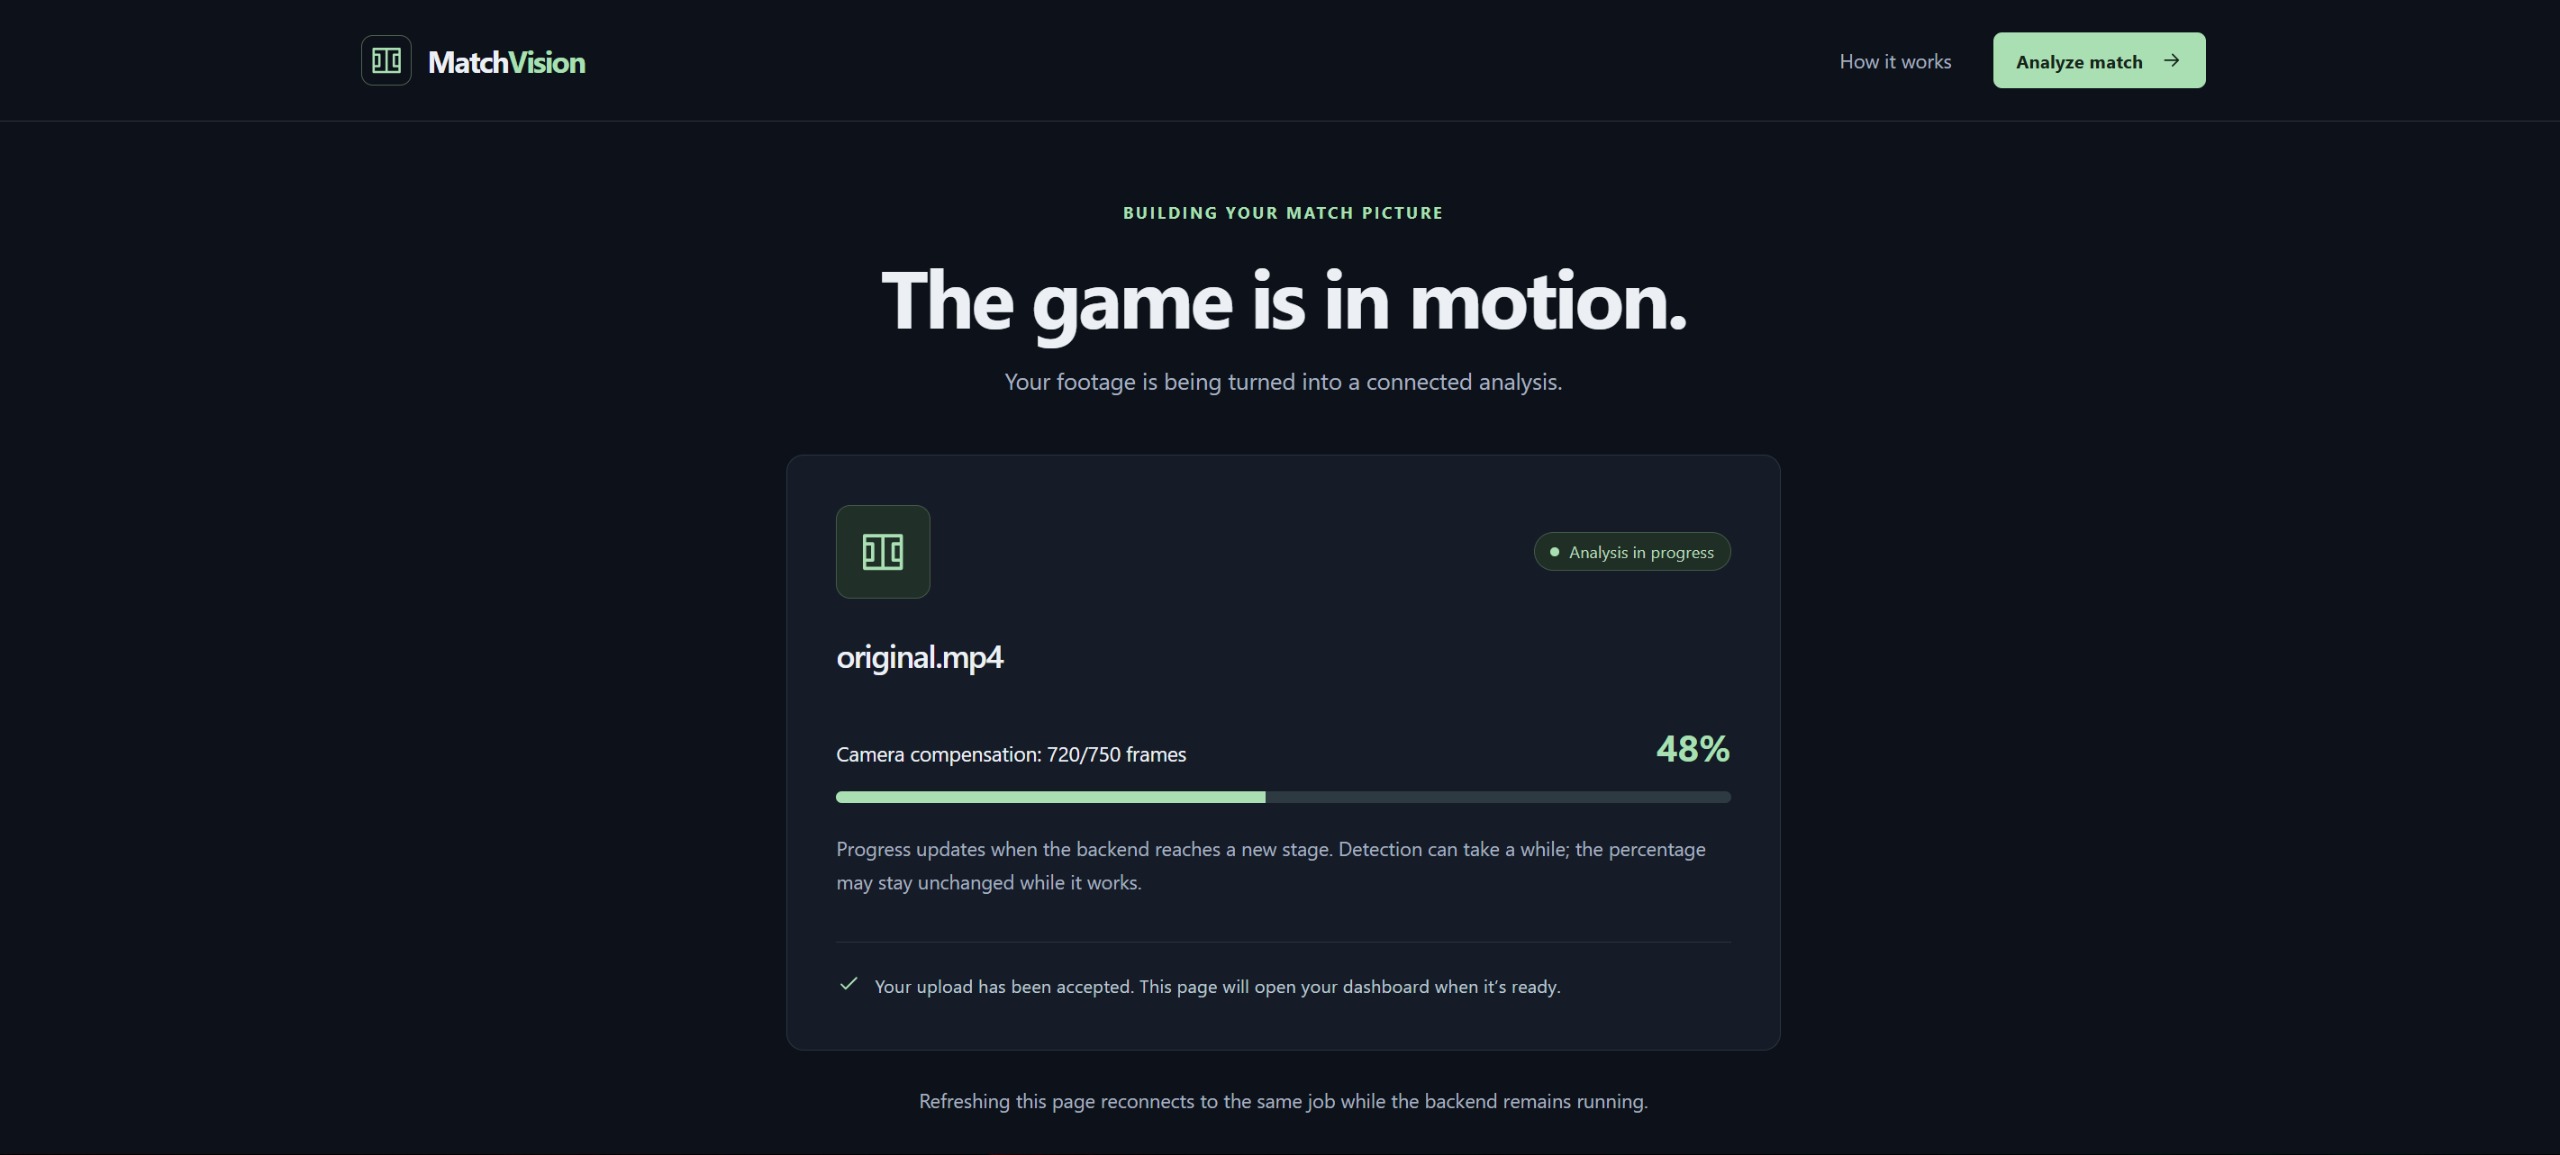 MatchVision
How it works
Analyze match
BUILDING YOUR MATCH PICTURE
The game is in motion.
Your footage is being turned into a connected analysis.
Analysis in progress
original.mp4
Camera compensation: 720/750 frames
48%
Progress updates when the backend reaches a new stage. Detection can take a while; the percentage
may stay unchanged while it works.
Your upload has been accepted. This page will open your dashboard when it’s ready.
Refreshing this page reconnects to the same job while the backend remains running.